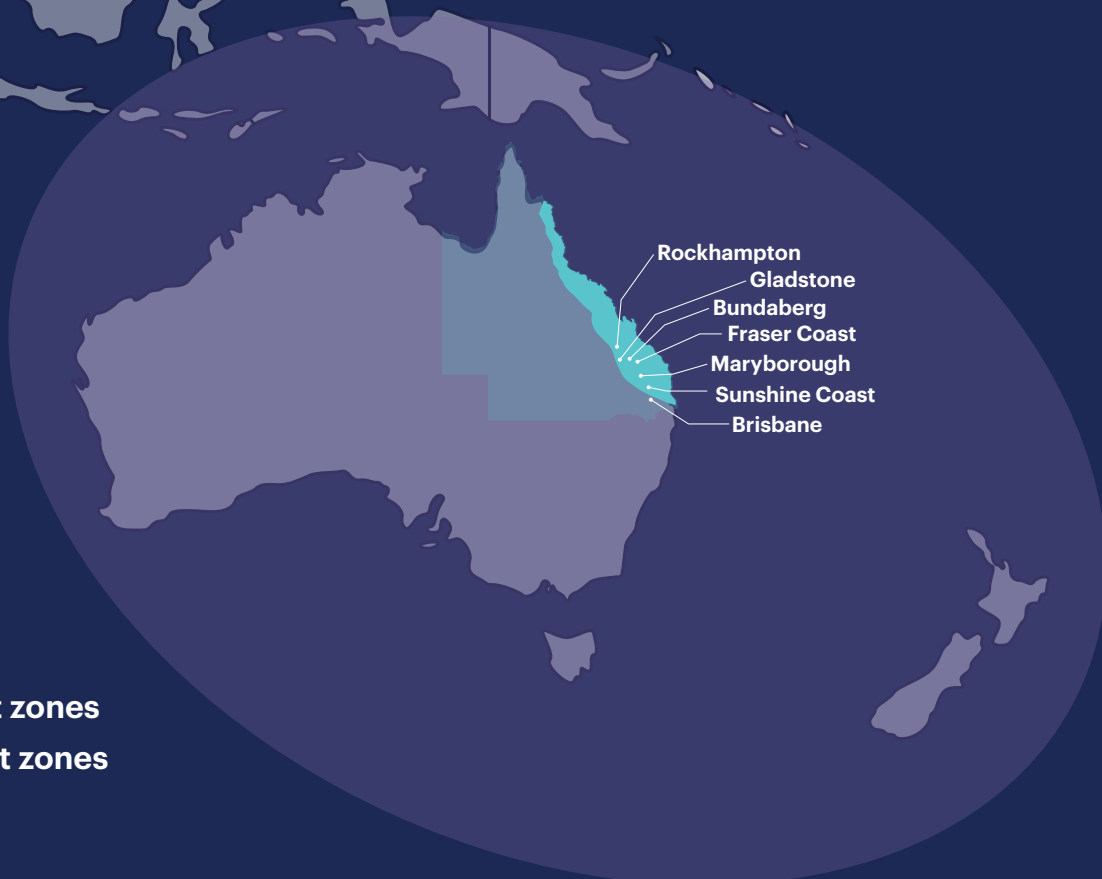 Rockhampton
Gladstone
Bundaberg
Fraser Coast
Maryborough
Sunshine Coast
Brisbane
zones
t zones